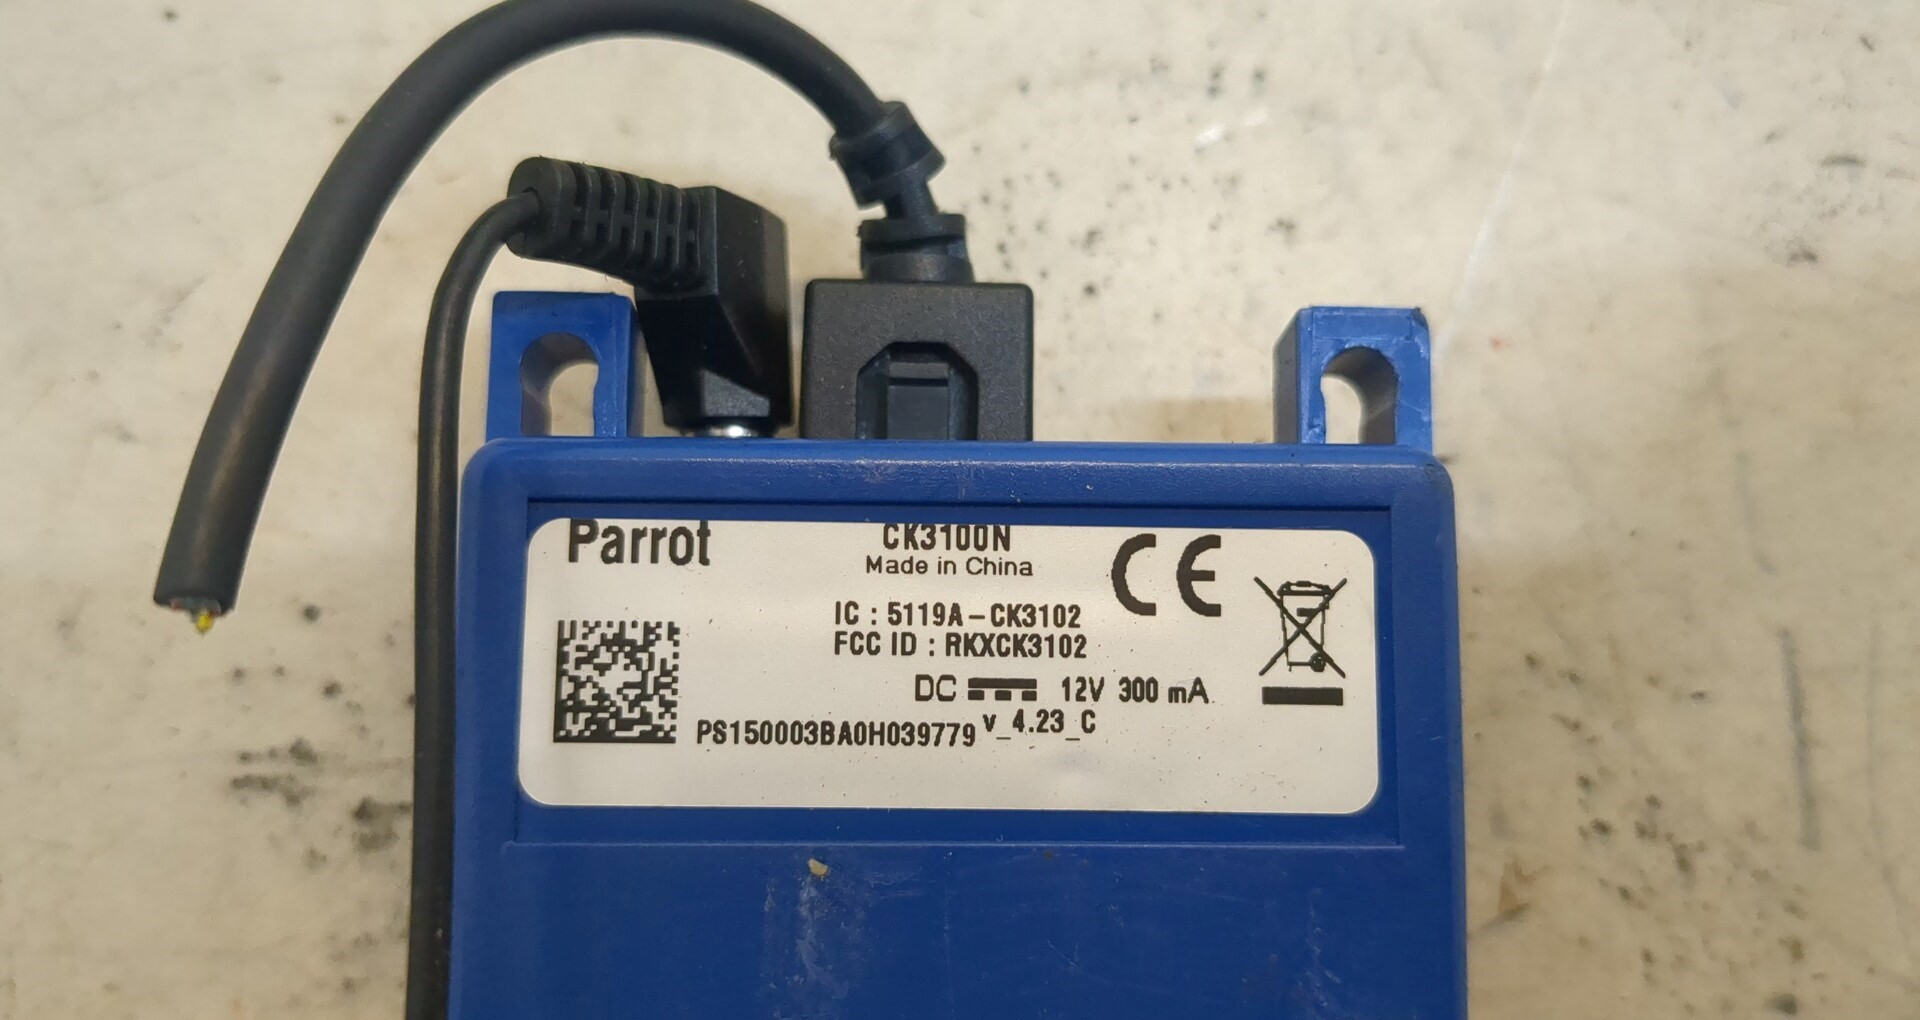 Parrot
CK3100N
Made in China
CE
IC : 5119A-CK3102
FCC ID : RKXCK3102
DC 12V 300 mA
PS150003BA0H039779 v_4.23_C